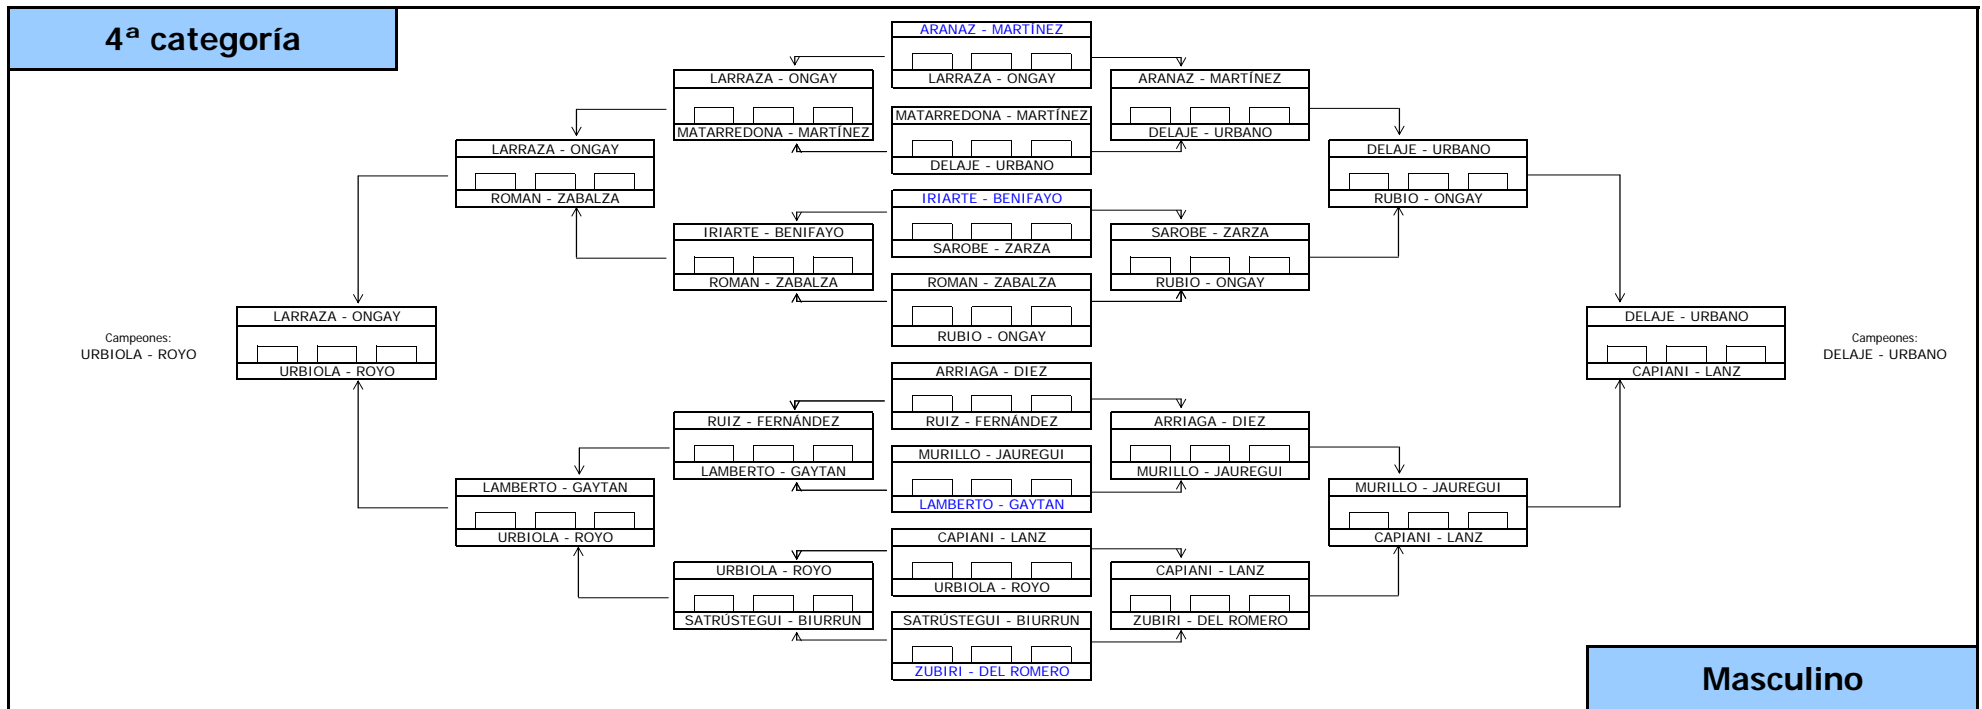 4ª categoría
ARANAZ - MARTÍNEZ
LARRAZA - ONGAY
MATARREDONA - MARTÍNEZ
DELAJE - URBANO
IRIARTE - BENIFAYO
SAROBE - ZARZA
ROMAN - ZABALZA
RUBIO - ONGAY
ARRIAGA - DIEZ
RUIZ - FERNÁNDEZ
MURILLO - JAUREGUI
LAMBERTO - GAYTAN
CAPIANI - LANZ
URBIOLA - ROYO
SATRÚSTEGUI - BIURRUN
ZUBIRI - DEL ROMERO
LARRAZA - ONGAY
MATARREDONA - MARTÍNEZ
IRIARTE - BENIFAYO
ROMAN - ZABALZA
RUIZ - FERNÁNDEZ
LAMBERTO - GAYTAN
URBIOLA - ROYO
SATRÚSTEGUI - BIURRUN
LARRAZA - ONGAY
ROMAN - ZABALZA
LAMBERTO - GAYTAN
URBIOLA - ROYO
LARRAZA - ONGAY
URBIOLA - ROYO
Campeones:
URBIOLA - ROYO
ARANAZ - MARTÍNEZ
DELAJE - URBANO
SAROBE - ZARZA
RUBIO - ONGAY
ARRIAGA - DIEZ
MURILLO - JAUREGUI
CAPIANI - LANZ
ZUBIRI - DEL ROMERO
DELAJE - URBANO
RUBIO - ONGAY
MURILLO - JAUREGUI
CAPIANI - LANZ
DELAJE - URBANO
CAPIANI - LANZ
Campeones:
DELAJE - URBANO
Masculino